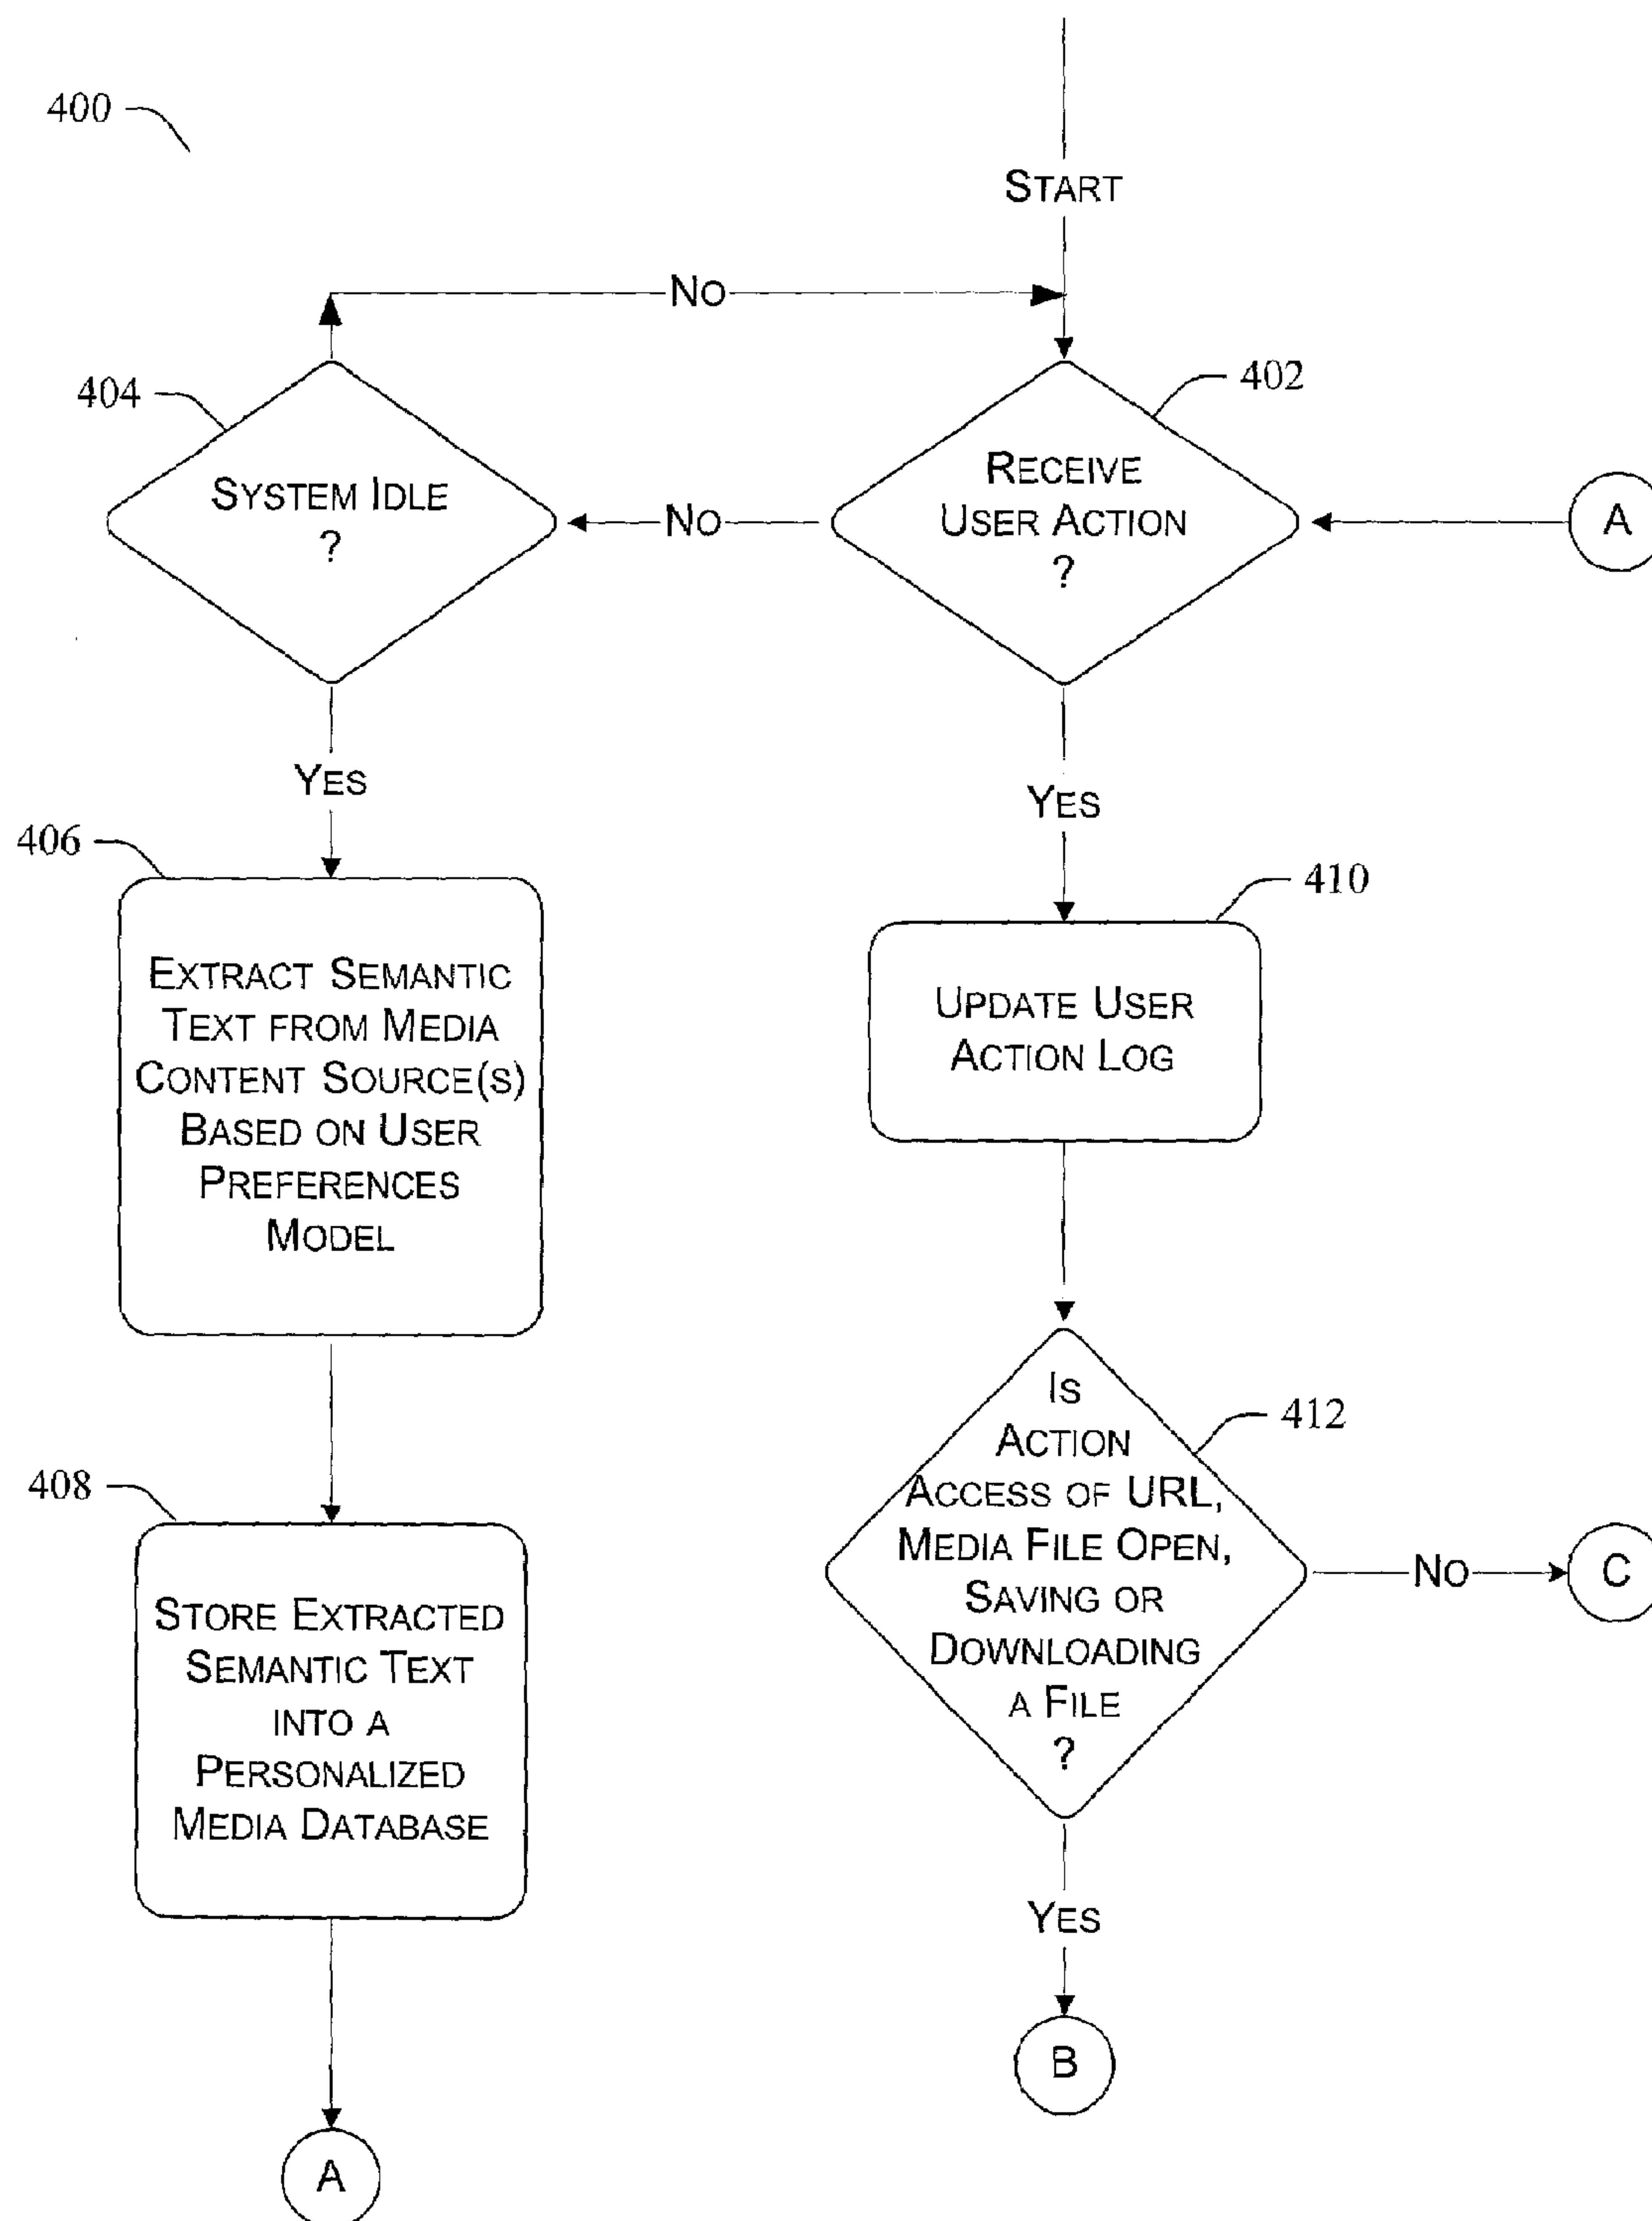 400
START
NO
404
402
SYSTEM IDLE
?
NO
RECEIVE
USER ACTION
?
A
YES
YES
406
410
EXTRACT SEMANTIC
TEXT FROM MEDIA
CONTENT SOURCE(S)
BASED ON USER
PREFERENCES
MODEL
UPDATE USER
ACTION LOG
IS
ACTION
ACCESS OF URL,
MEDIA FILE OPEN,
SAVING OR
DOWNLOADING
A FILE
?
412
NO
C
408
STORE EXTRACTED
SEMANTIC TEXT
INTO A
PERSONALIZED
MEDIA DATABASE
YES
B
A